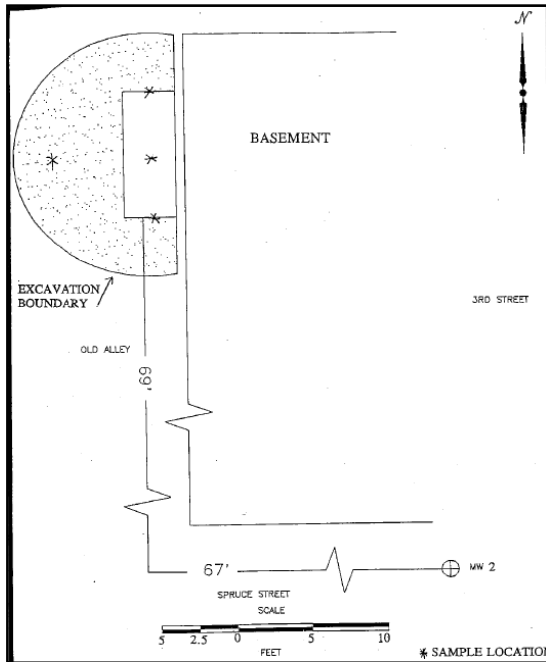 N
BASEMENT
EXCAVATION
BOUNDARY
3RD STREET
OLD ALLEY
69'
67'
MW 2
SPRUCE STREET
SCALE
5 2.5 0 5 10
FEET
* SAMPLE LOCATION